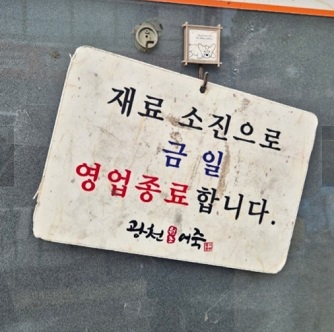 재료 소진으로
금일
영업종료합니다.
광천 어죽